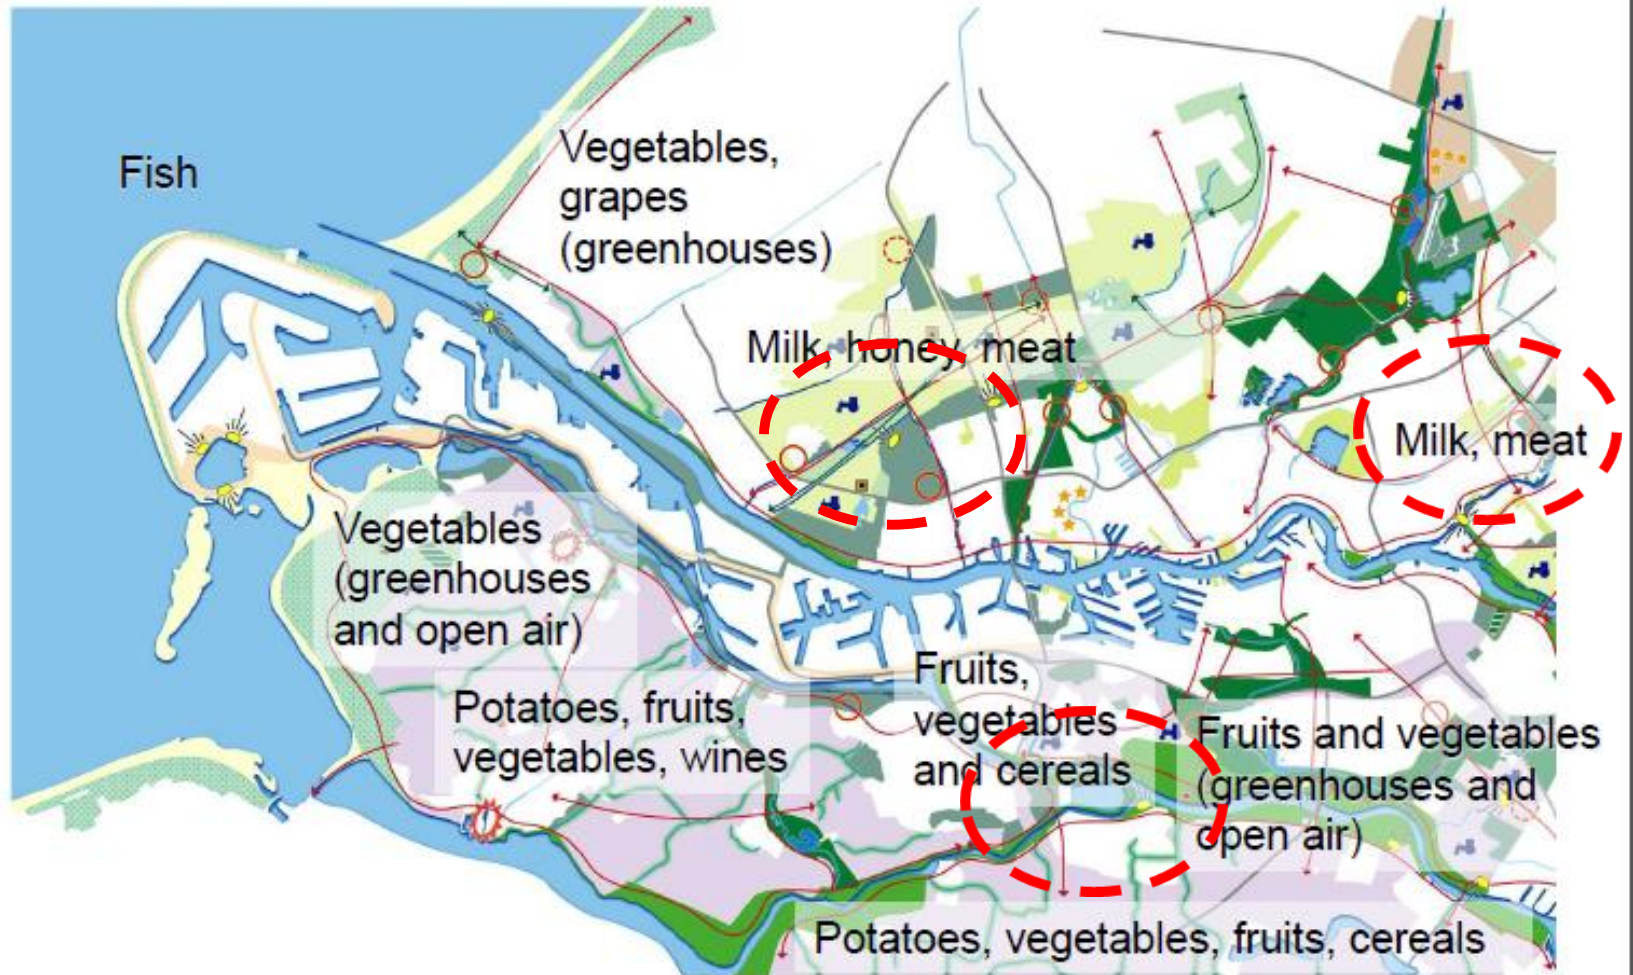 Fish
Vegetables,
grapes
(greenhouses)
Milk, honey, meat
Milk, meat
Vegetables
(greenhouses
and open air)
Potatoes, fruits,
vegetables, wines
Fruits,
vegetables
and cereals
Fruits and vegetables
(greenhouses and
open air)
Potatoes, vegetables, fruits, cereals